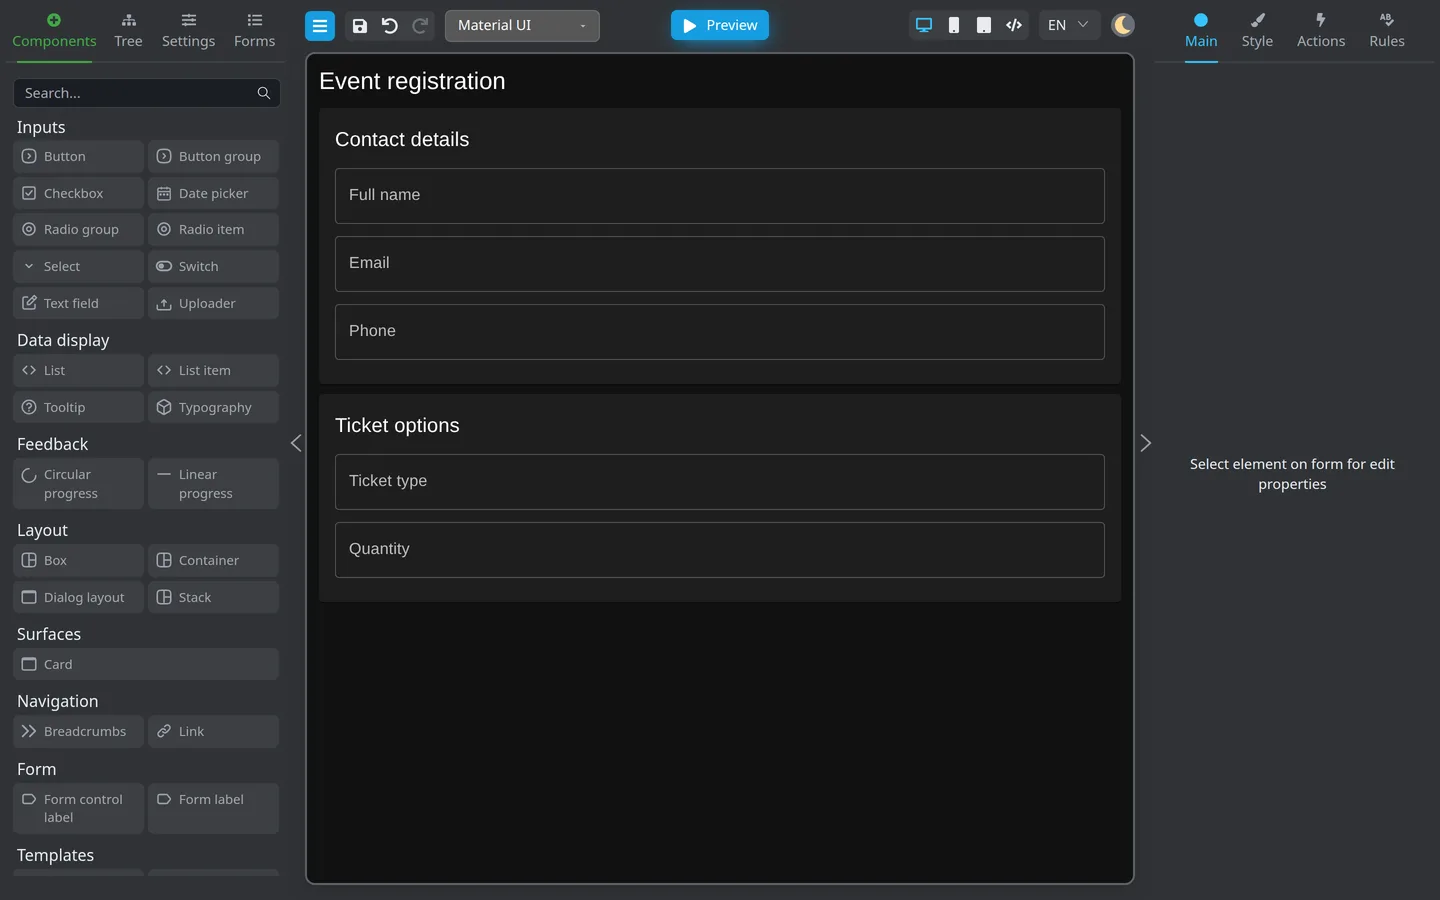 Components
Tree
Settings
Forms
Material UI
Preview
EN
Main
Style
Actions
AB
Rules
Search...
Inputs
Button
Button group
Checkbox
Date picker
Radio group
Radio item
Select
Switch
Text field
Uploader
Data display
List
List item
Tooltip
Typography
Feedback
Circular
progress
Linear
progress
Layout
Box
Container
Dialog layout
Stack
Surfaces
Card
Navigation
Breadcrumbs
Link
Form
Form control
label
Form label
Templates
Event registration
Contact details
Full name
Email
Phone
Ticket options
Ticket type
Quantity
Select element on form for edit
properties